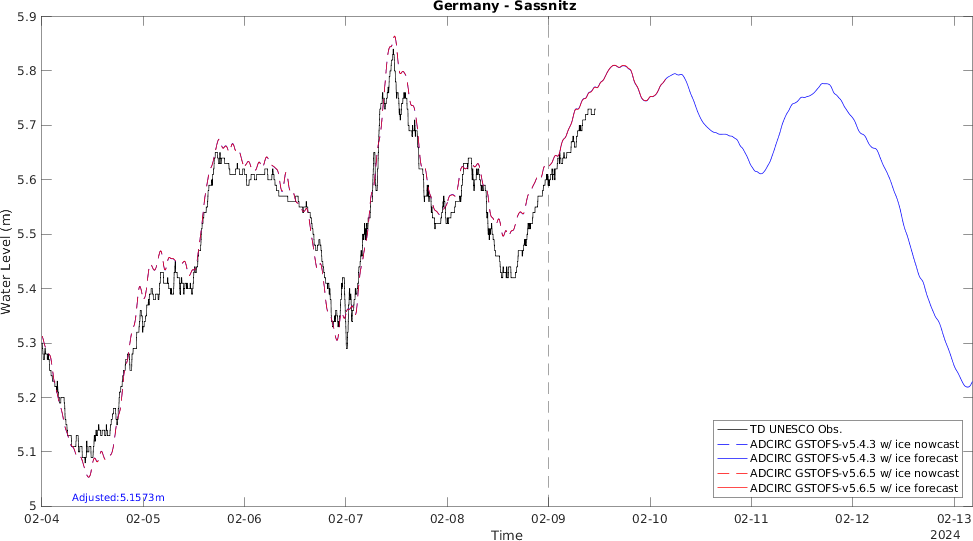 Germany - Sassnitz
5.9
5.8
5.7
5.6
5.5
5.4
5.3
5.2
5.1
5
Water Level (m)
Adjusted:5.1573m
TD UNESCO Obs.
ADCIRC GSTOFS-v5.4.3 w/ ice nowcast
ADCIRC GSTOFS-v5.4.3 w/ ice forecast
ADCIRC GSTOFS-v5.6.5 w/ ice nowcast
ADCIRC GSTOFS-v5.6.5 w/ ice forecast
02-04 02-05 02-06 02-07 02-08 02-09 02-10 02-11 02-12 02-13
Time 2024